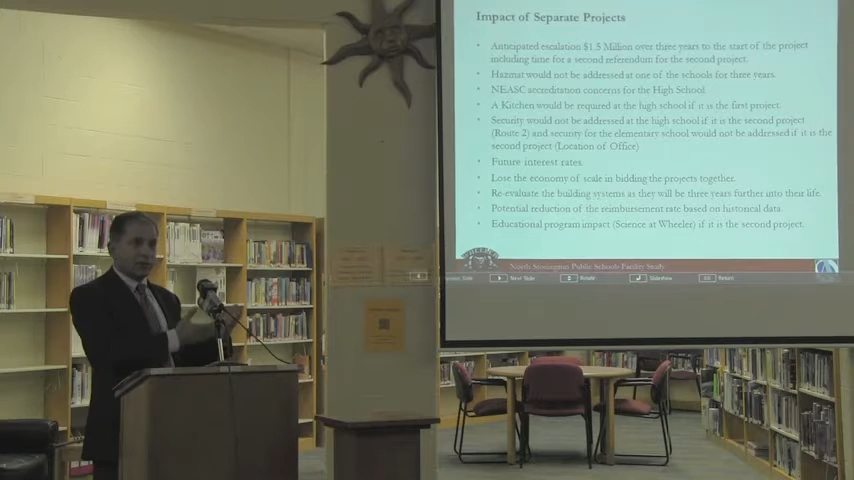 Impact of Separate Projects
• Anticipated escalation $1.5 Million over three years to the start of the project
including time for a second referendum for the second project.
• Hazmat would not be addressed at one of the schools for three years.
• NEASC accreditation concerns for the High School
• A Kitchen would be required at the high school if it is the first project.
• Security would not be addressed at the high school if it is the second project
(Route 2) and security for the elementary school would not be addressed if it is the
second project (Location of Office)
• Future interest rates.
• Lose the economy of scale in bidding the projects together.
• Re-evaluate the building systems as they will be three years further into their life.
• Potential reduction of the reimbursement rate based on historical data.
• Educational program impact (Science at Wheeler) if it is the second project.
North Stonington Public Schools Facility Study
Next Slide
Return